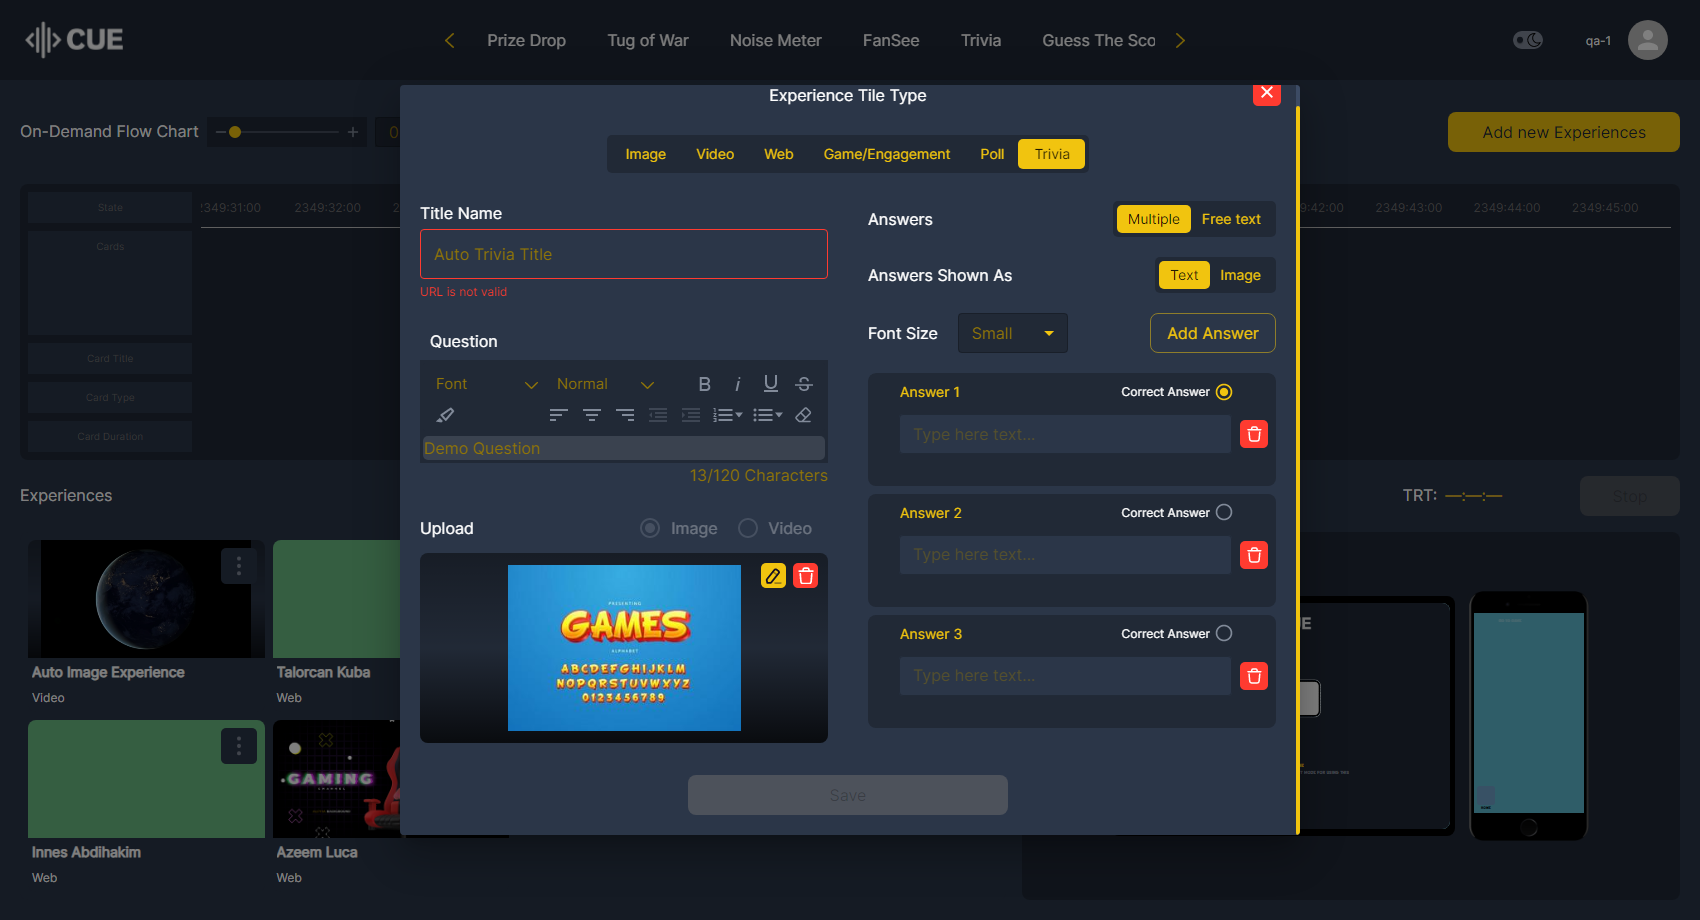 CUE
Prize Drop
Tug of War
Noise Meter
FanSee
Trivia
Guess The Sco
qa-1
On-Demand Flow Chart
0
Add new Experiences
State
2349:31:00
2349:32:00
2
9:42:00
2349:43:00
2349:44:00
2349:45:00
Cards
Card Title
Card Type
Card Duration
Experiences
TRT: —:—:—
Stop
Auto Image Experience
Video
Talorcan Kuba
Web
Innes Abdihakim
Web
GAMING
Azeem Luca
Web
Experience Tile Type
Image
Video
Web
Game/Engagement
Poll
Trivia
Title Name
Auto Trivia Title
URL is not valid
Question
Font
Normal
B
i
U
S
Demo Question
13/120 Characters
Upload
Image
Video
PRESENTING
GAMES
ALPHABET
ABCDEFGHIJKLM
NOPQRSTUVWXYZ
0123456789
Answers
Multiple
Free text
Answers Shown As
Text
Image
Font Size
Small
Add Answer
Answer 1
Correct Answer
Type here text...
Answer 2
Correct Answer
Type here text...
Answer 3
Correct Answer
Type here text...
Save
UE